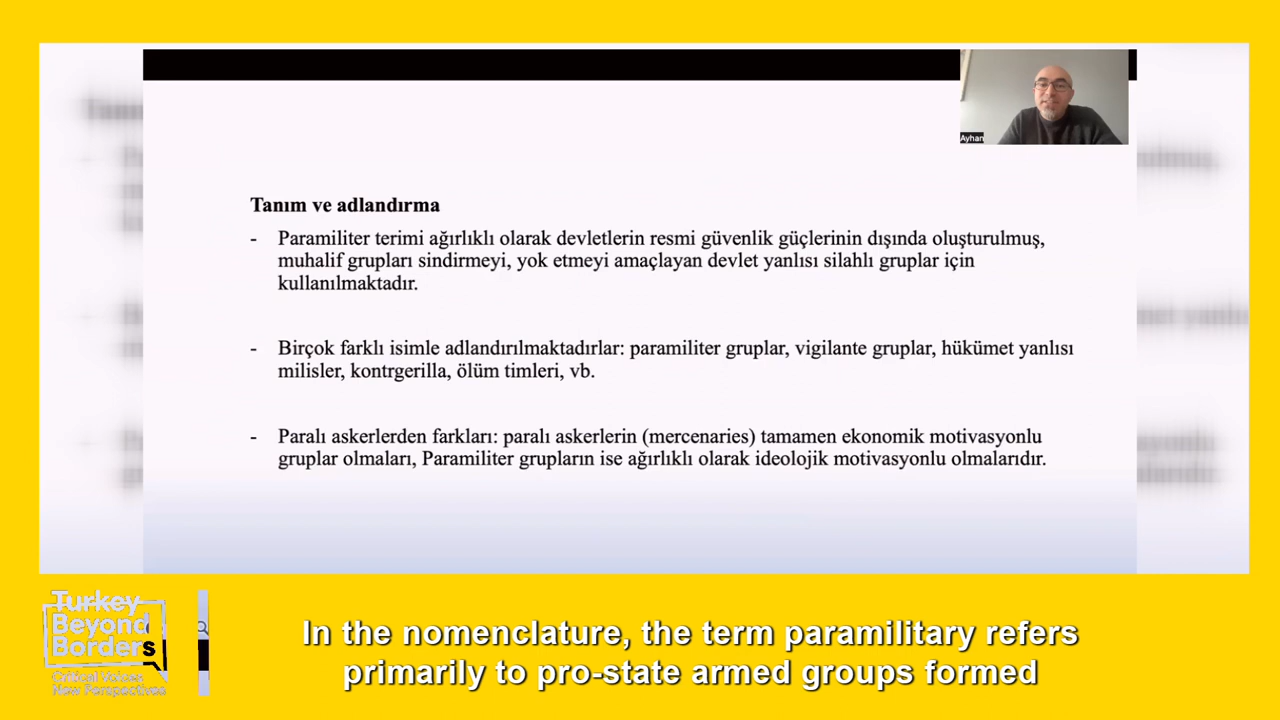 Ayhan
Tanım ve adlandırma
- Paramiliter terimi ağırlıklı olarak devletlerin resmi güvenlik güçlerinin dışında oluşturulmuş,
muhalif grupları sindirmeyi, yok etmeyi amaçlayan devlet yanlısı silahlı gruplar için
kullanılmaktadır.
- Birçok farklı isimle adlandırılmaktadırlar: paramiliter gruplar, vigilante gruplar, hükümet yanlısı
milisler, kontrgerilla, ölüm timleri, vb.
- Paralı askerlerden farkları: paralı askerlerin (mercenaries) tamamen ekonomik motivasyonlu
gruplar olmaları, Paramiliter grupların ise ağırlıklı olarak ideolojik motivasyonlu olmalarıdır.
Turkey
Beyond
Borders
Critical Voices
New Perspectives
In the nomenclature, the term paramilitary refers
primarily to pro-state armed groups formed